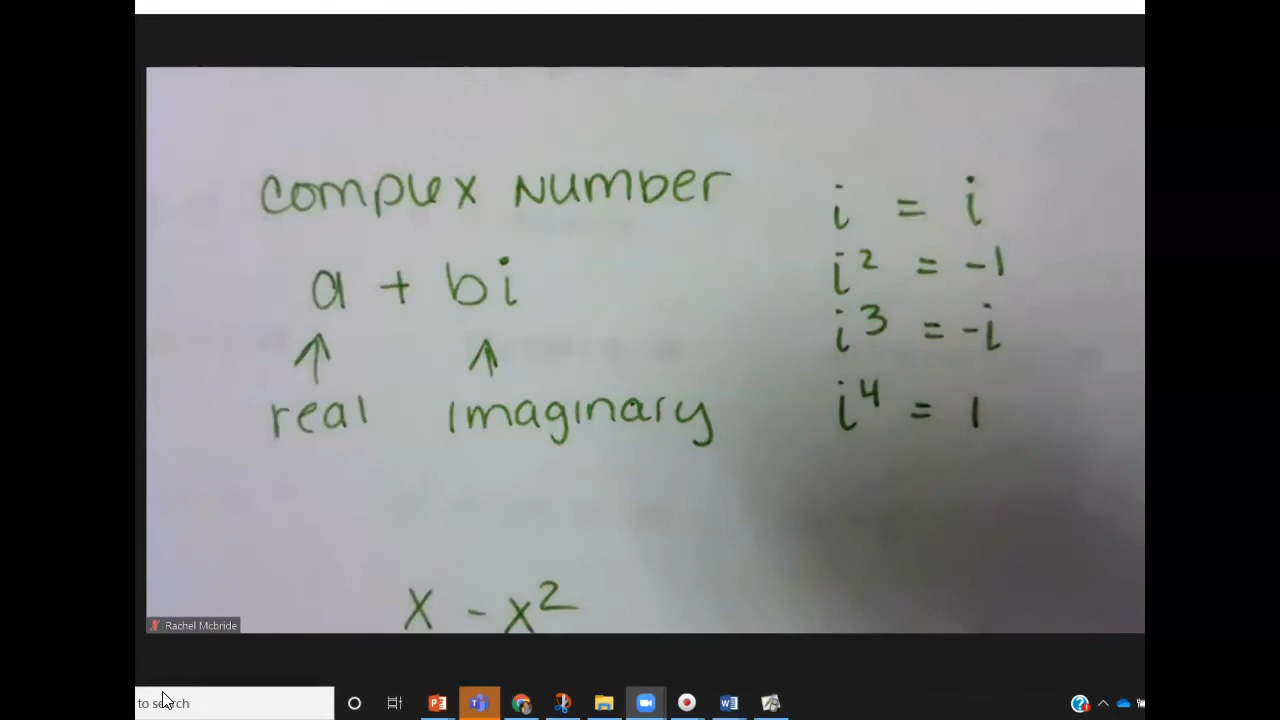 complex number
a + bi
real imaginary
i = i
i² = -1
i³ = -i
i⁴ = 1
x - x²
Rachel Mcbride
to search